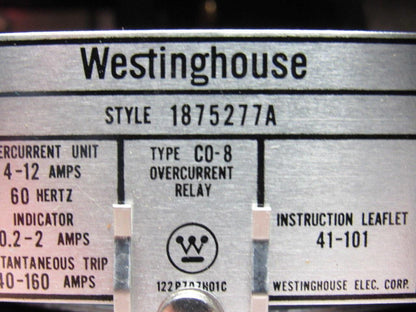 Westinghouse
STYLE 1875277A
ERCURRENT UNIT
4-12 AMPS
60 HERTZ
INDICATOR
0.2-2 AMPS
TANTANEOUS TRIP
40-160 AMPS
TYPE CO-8
OVERCURRENT
RELAY
W
INSTRUCTION LEAFLET
41-101
WESTINGHOUSE ELEC. CORP.